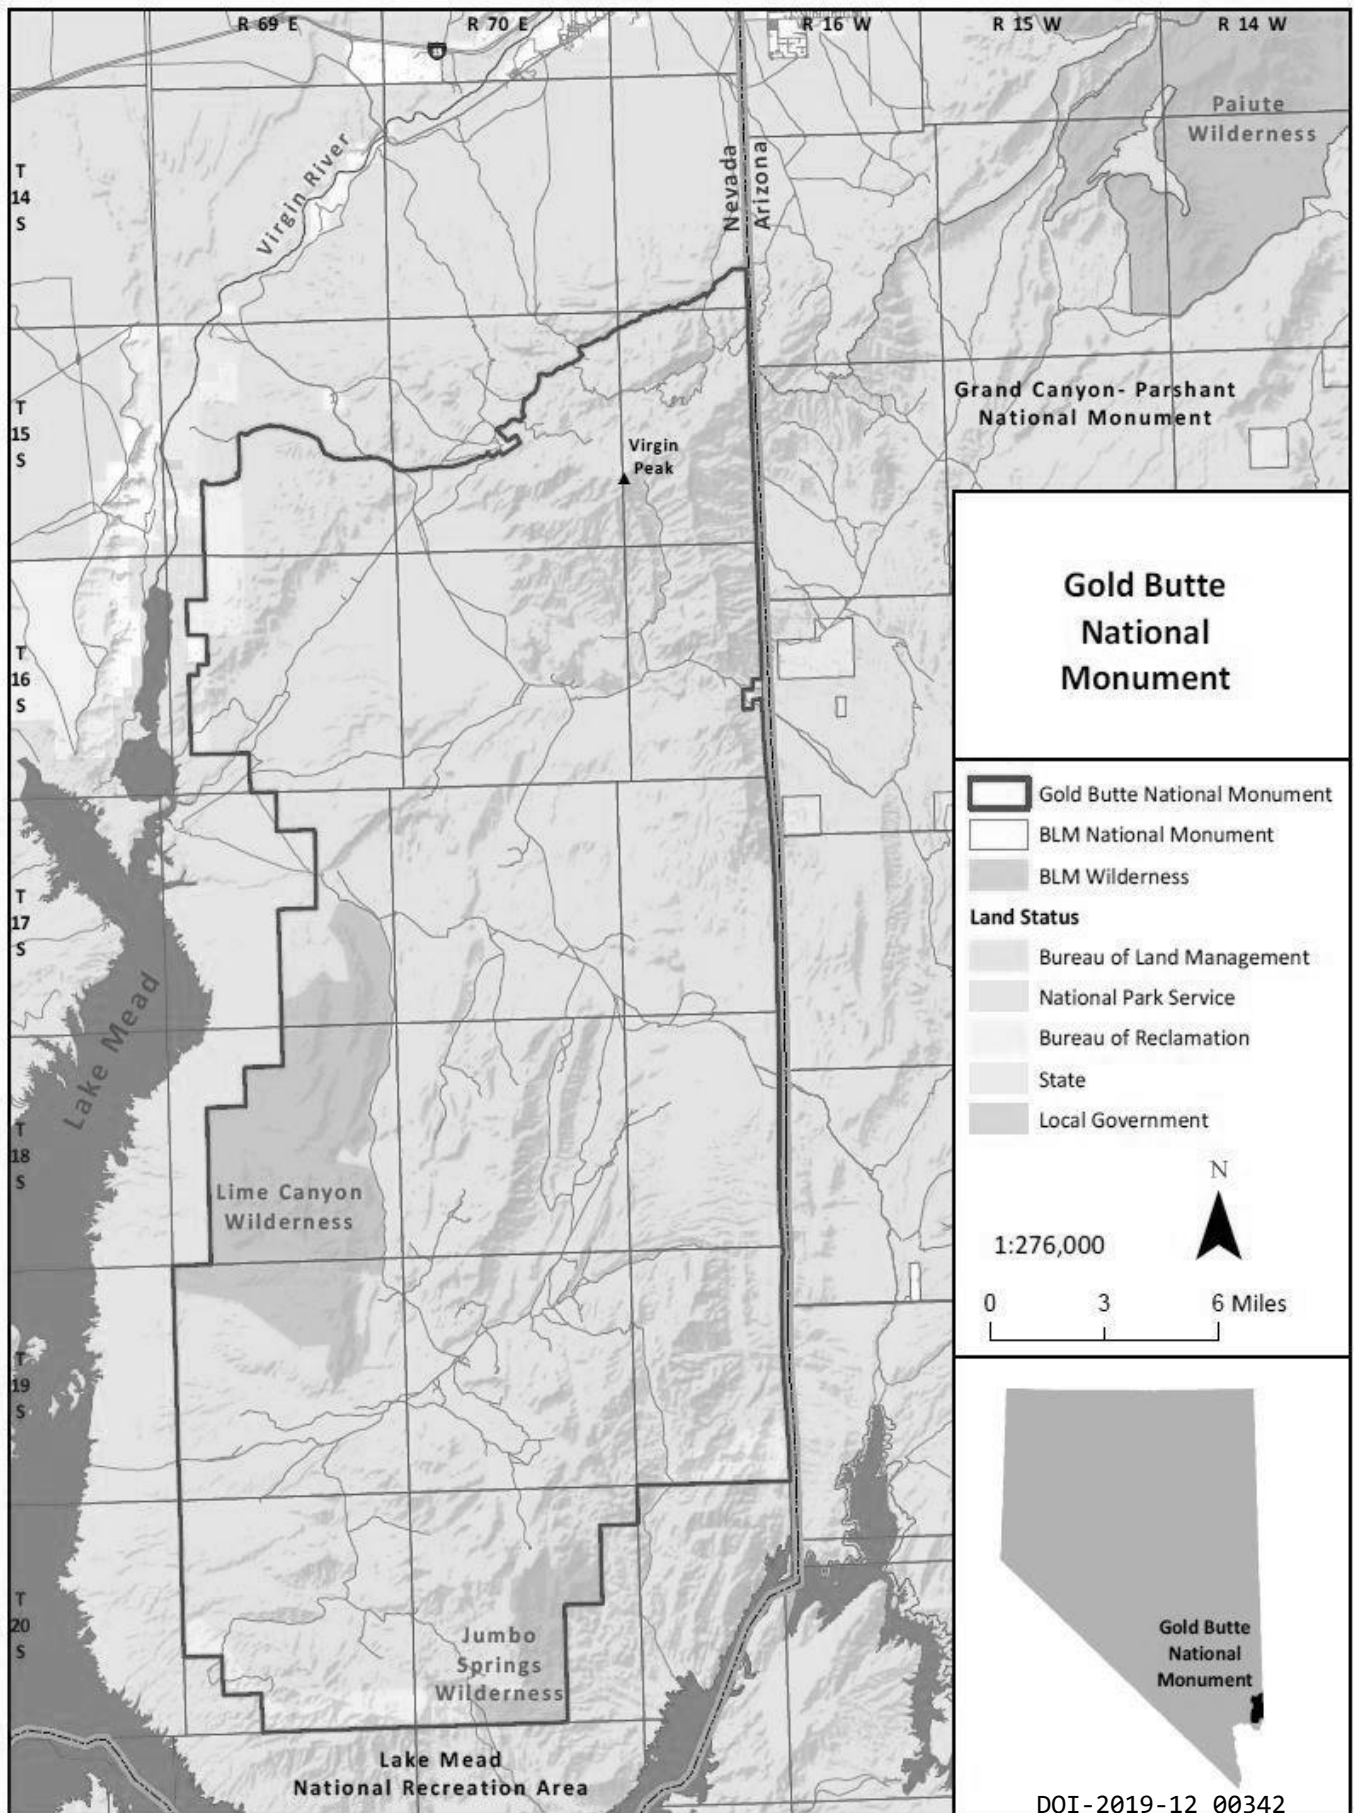 R 69 E
R 70 E
R 16 W
R 15 W
R 14 W
Paiute
Wilderness
Nevada
Arizona
Virgin River
T
14
S
Grand Canyon- Parshant
National Monument
T
15
S
Virgin
Peak
Gold Butte
National
Monument
T
16
S
Gold Butte National Monument
BLM National Monument
BLM Wilderness
Land Status
Bureau of Land Management
National Park Service
Bureau of Reclamation
State
Local Government
T
17
S
Lake Mead
T
18
S
Lime Canyon
Wilderness
N
1:276,000
0 3 6 Miles
T
19
S
T
20
S
Jumbo
Springs
Wilderness
Gold Butte
National
Monument
Lake Mead
National Recreation Area
DOI-2019-12 00342